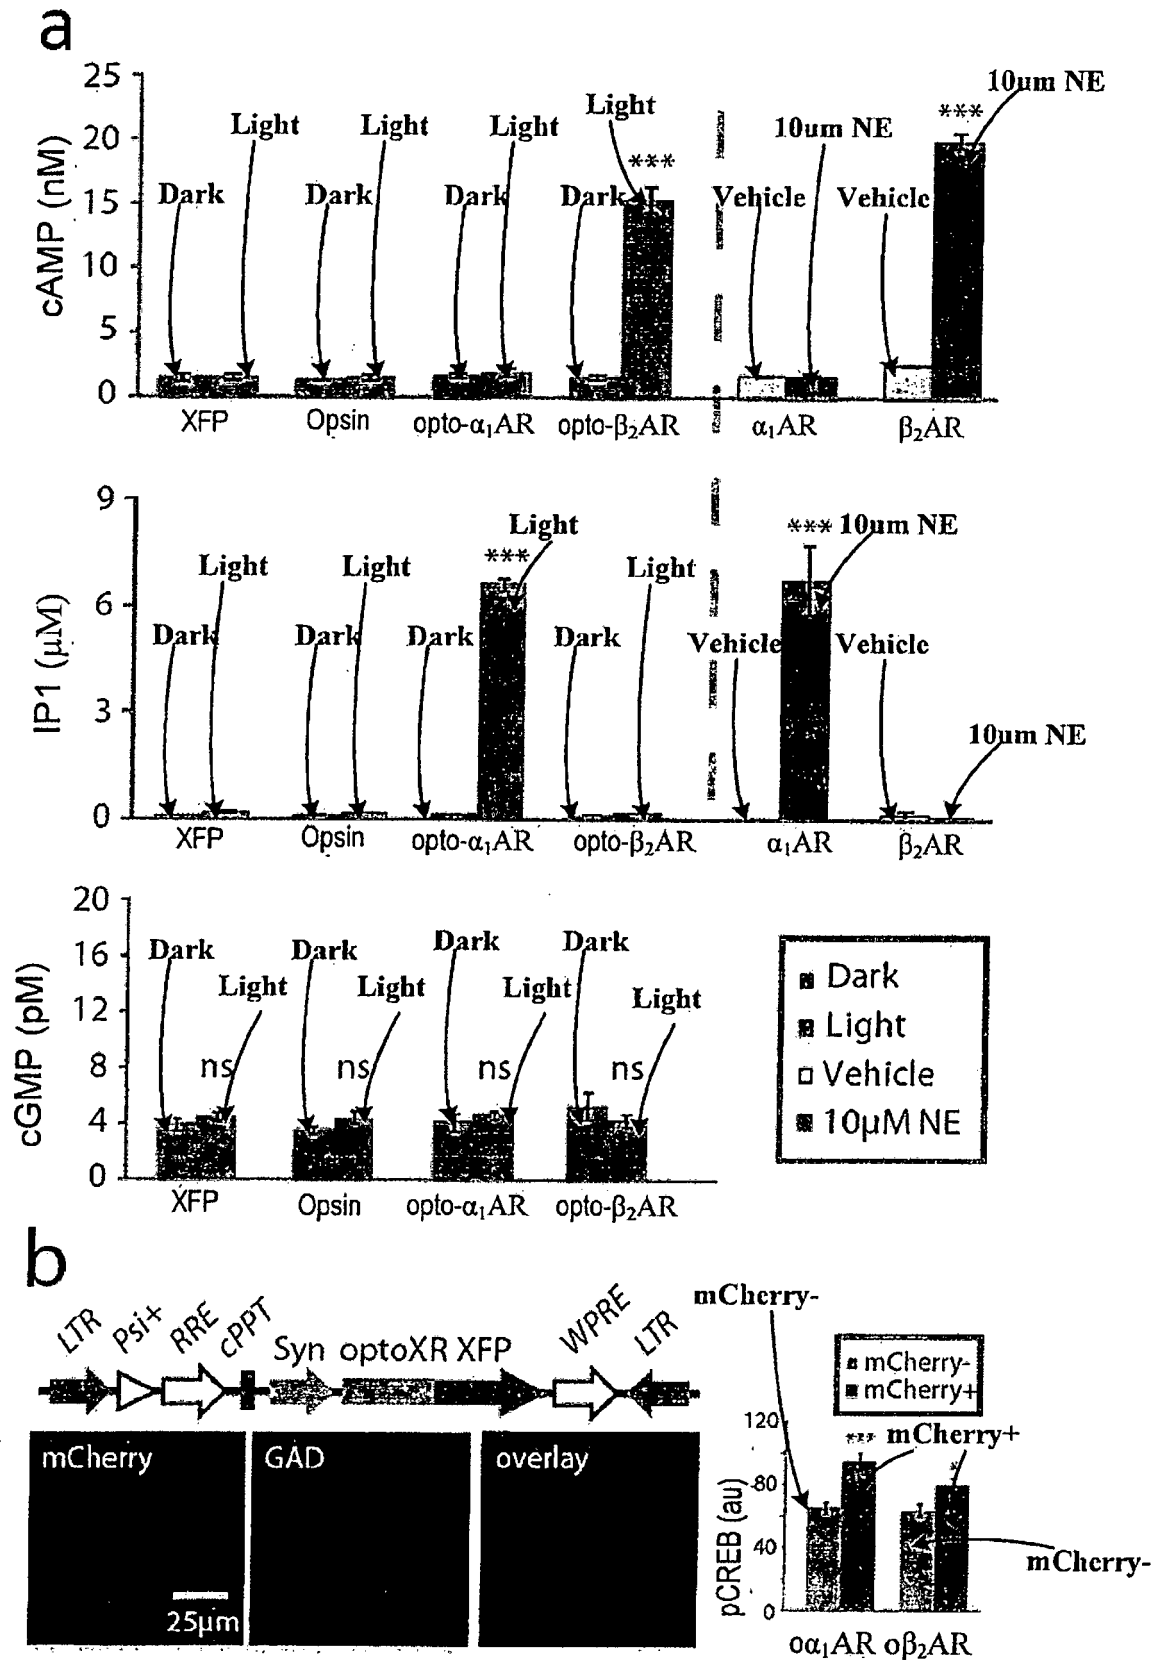 a
25
20
15
10
5
0
cAMP (nM)
Dark Light Dark Light Dark Light Dark Light
***
Vehicle 10um NE Vehicle 10um NE
***
XFP Opsin opto-α₁AR opto-β₂AR α₁AR β₂AR
9
6
3
0
IP1 (μM)
Dark Light Dark Light Dark Light Dark Light
***
Vehicle 10um NE Vehicle 10um NE
***
XFP Opsin opto-α₁AR opto-β₂AR α₁AR β₂AR
20
16
12
8
4
0
cGMP (pM)
Dark Light Dark Light Dark Light Dark Light
ns ns ns ns
XFP Opsin opto-α₁AR opto-β₂AR
Dark
Light
Vehicle
10μM NE
b
LTR Psi+ RRE cPPT Syn optoXR XFP WPRE LTR
mCherry GAD overlay
25μm
mCherry-
mCherry-
mCherry+
120
80
40
0
pCREB (au)
*** mCherry+
*
mCherry-
oα₁AR oβ₂AR